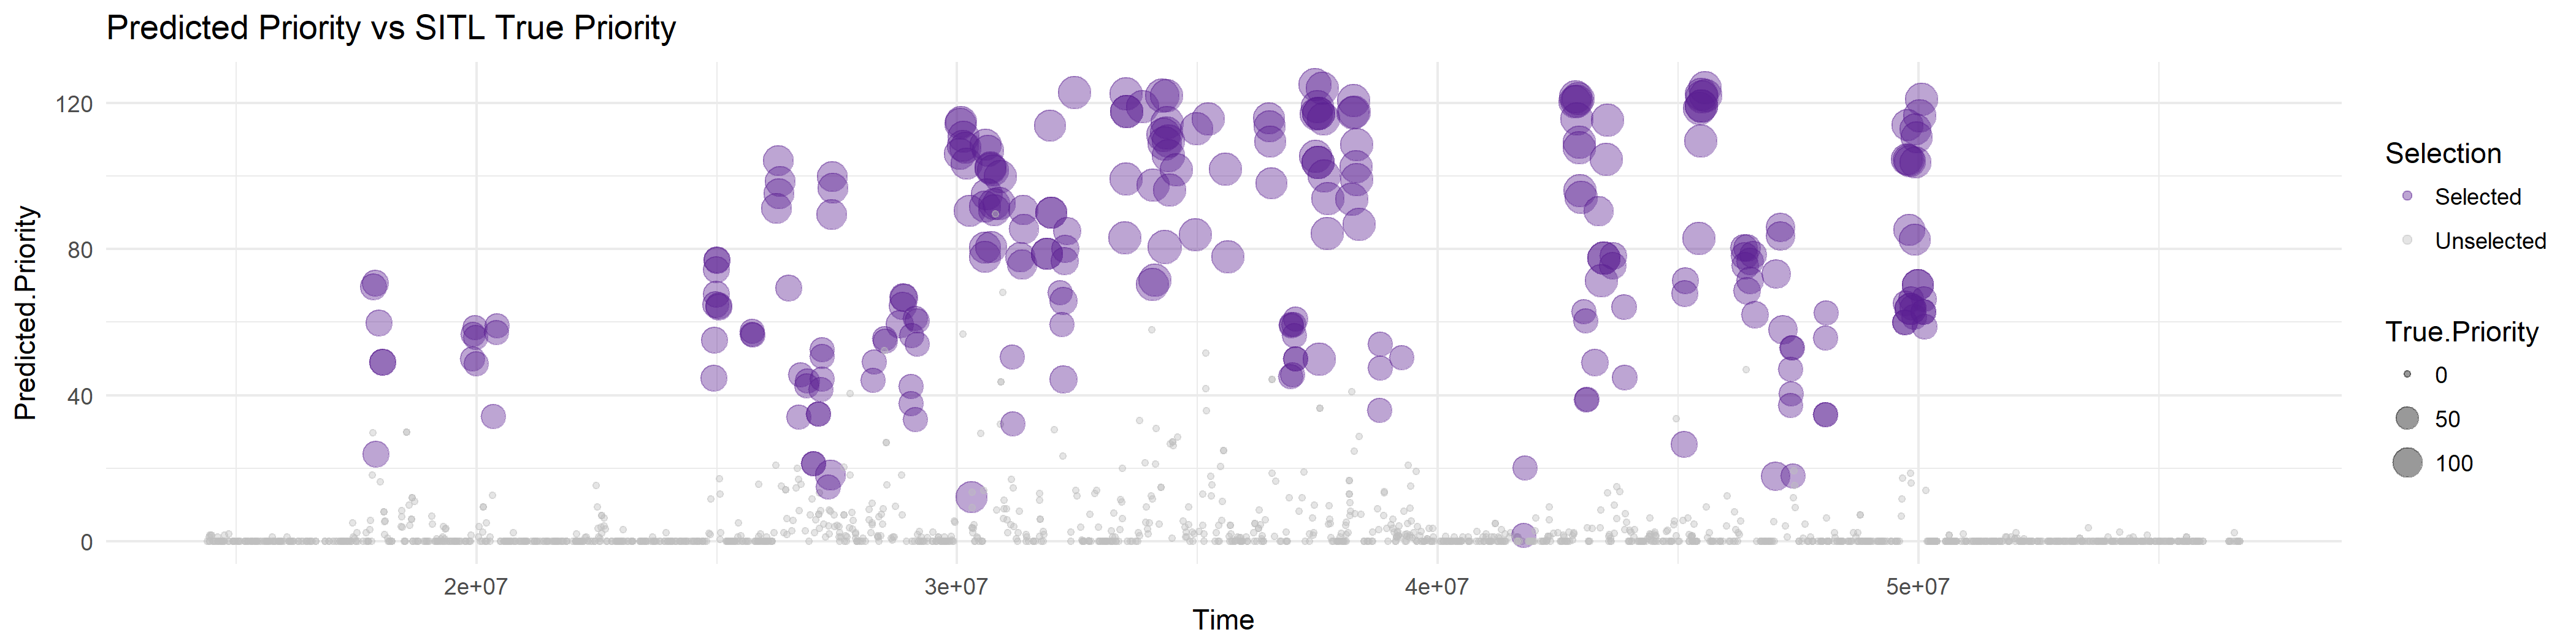 Predicted Priority vs SITL True Priority
Predicted.Priority
120
80
40
0
2e+07
3e+07
4e+07
5e+07
Time
Selection
Selected
Unselected
True.Priority
0
50
100